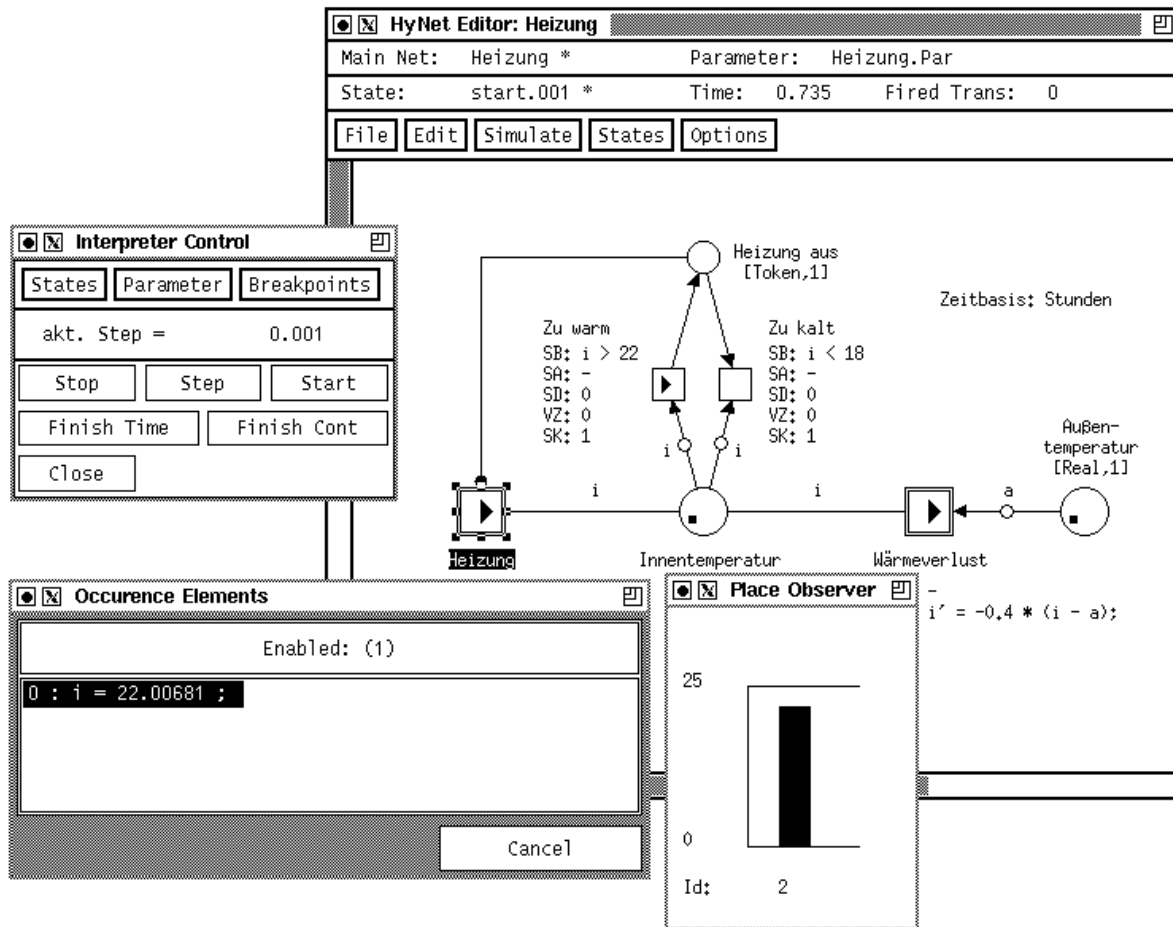 HyNet Editor: Heizung
Main Net: Heizung * Parameter: Heizung.Par
State: start.001 * Time: 0.735 Fired Trans: 0
File Edit Simulate States Options
Interpreter Control
States Parameter Breakpoints
akt. Step = 0.001
Stop Step Start
Finish Time Finish Cont
Close
Heizung aus
[Token,1]
Zeitbasis: Stunden
Zu warm
SB: i > 22
SA: -
SD: 0
VZ: 0
SK: 1
Zu kalt
SB: i < 18
SA: -
SD: 0
VZ: 0
SK: 1
Außen-
temperatur
[Real,1]
i
i
i
i
a
Heizung
Innentemperatur
Wärmeverlust
-
i' = -0.4 * (i - a);
Occurence Elements
Enabled: (1)
0 : i = 22.00681 ;
Cancel
Place Observer
25
0
Id: 2